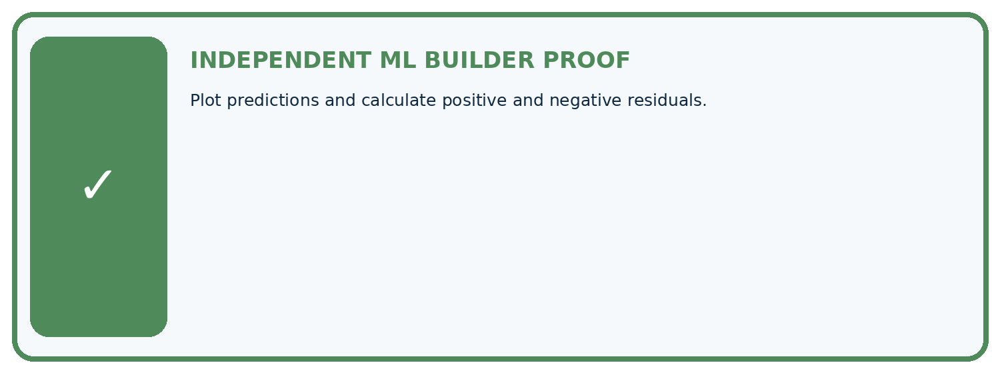 INDEPENDENT ML BUILDER PROOF
Plot predictions and calculate positive and negative residuals.
✓